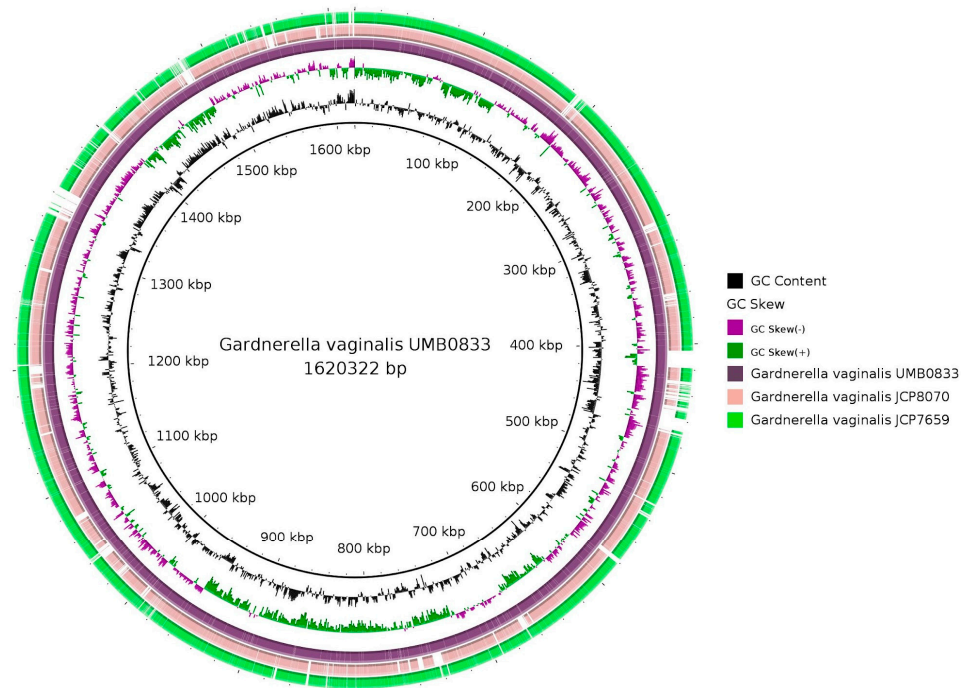 1600 kbp
100 kbp
200 kbp
300 kbp
400 kbp
500 kbp
600 kbp
700 kbp
800 kbp
900 kbp
1000 kbp
1100 kbp
1200 kbp
1300 kbp
1400 kbp
1500 kbp
Gardnerella vaginalis UMB0833
1620322 bp
GC Content
GC Skew
GC Skew(-)
GC Skew(+)
Gardnerella vaginalis UMB0833
Gardnerella vaginalis JCP8070
Gardnerella vaginalis JCP7659